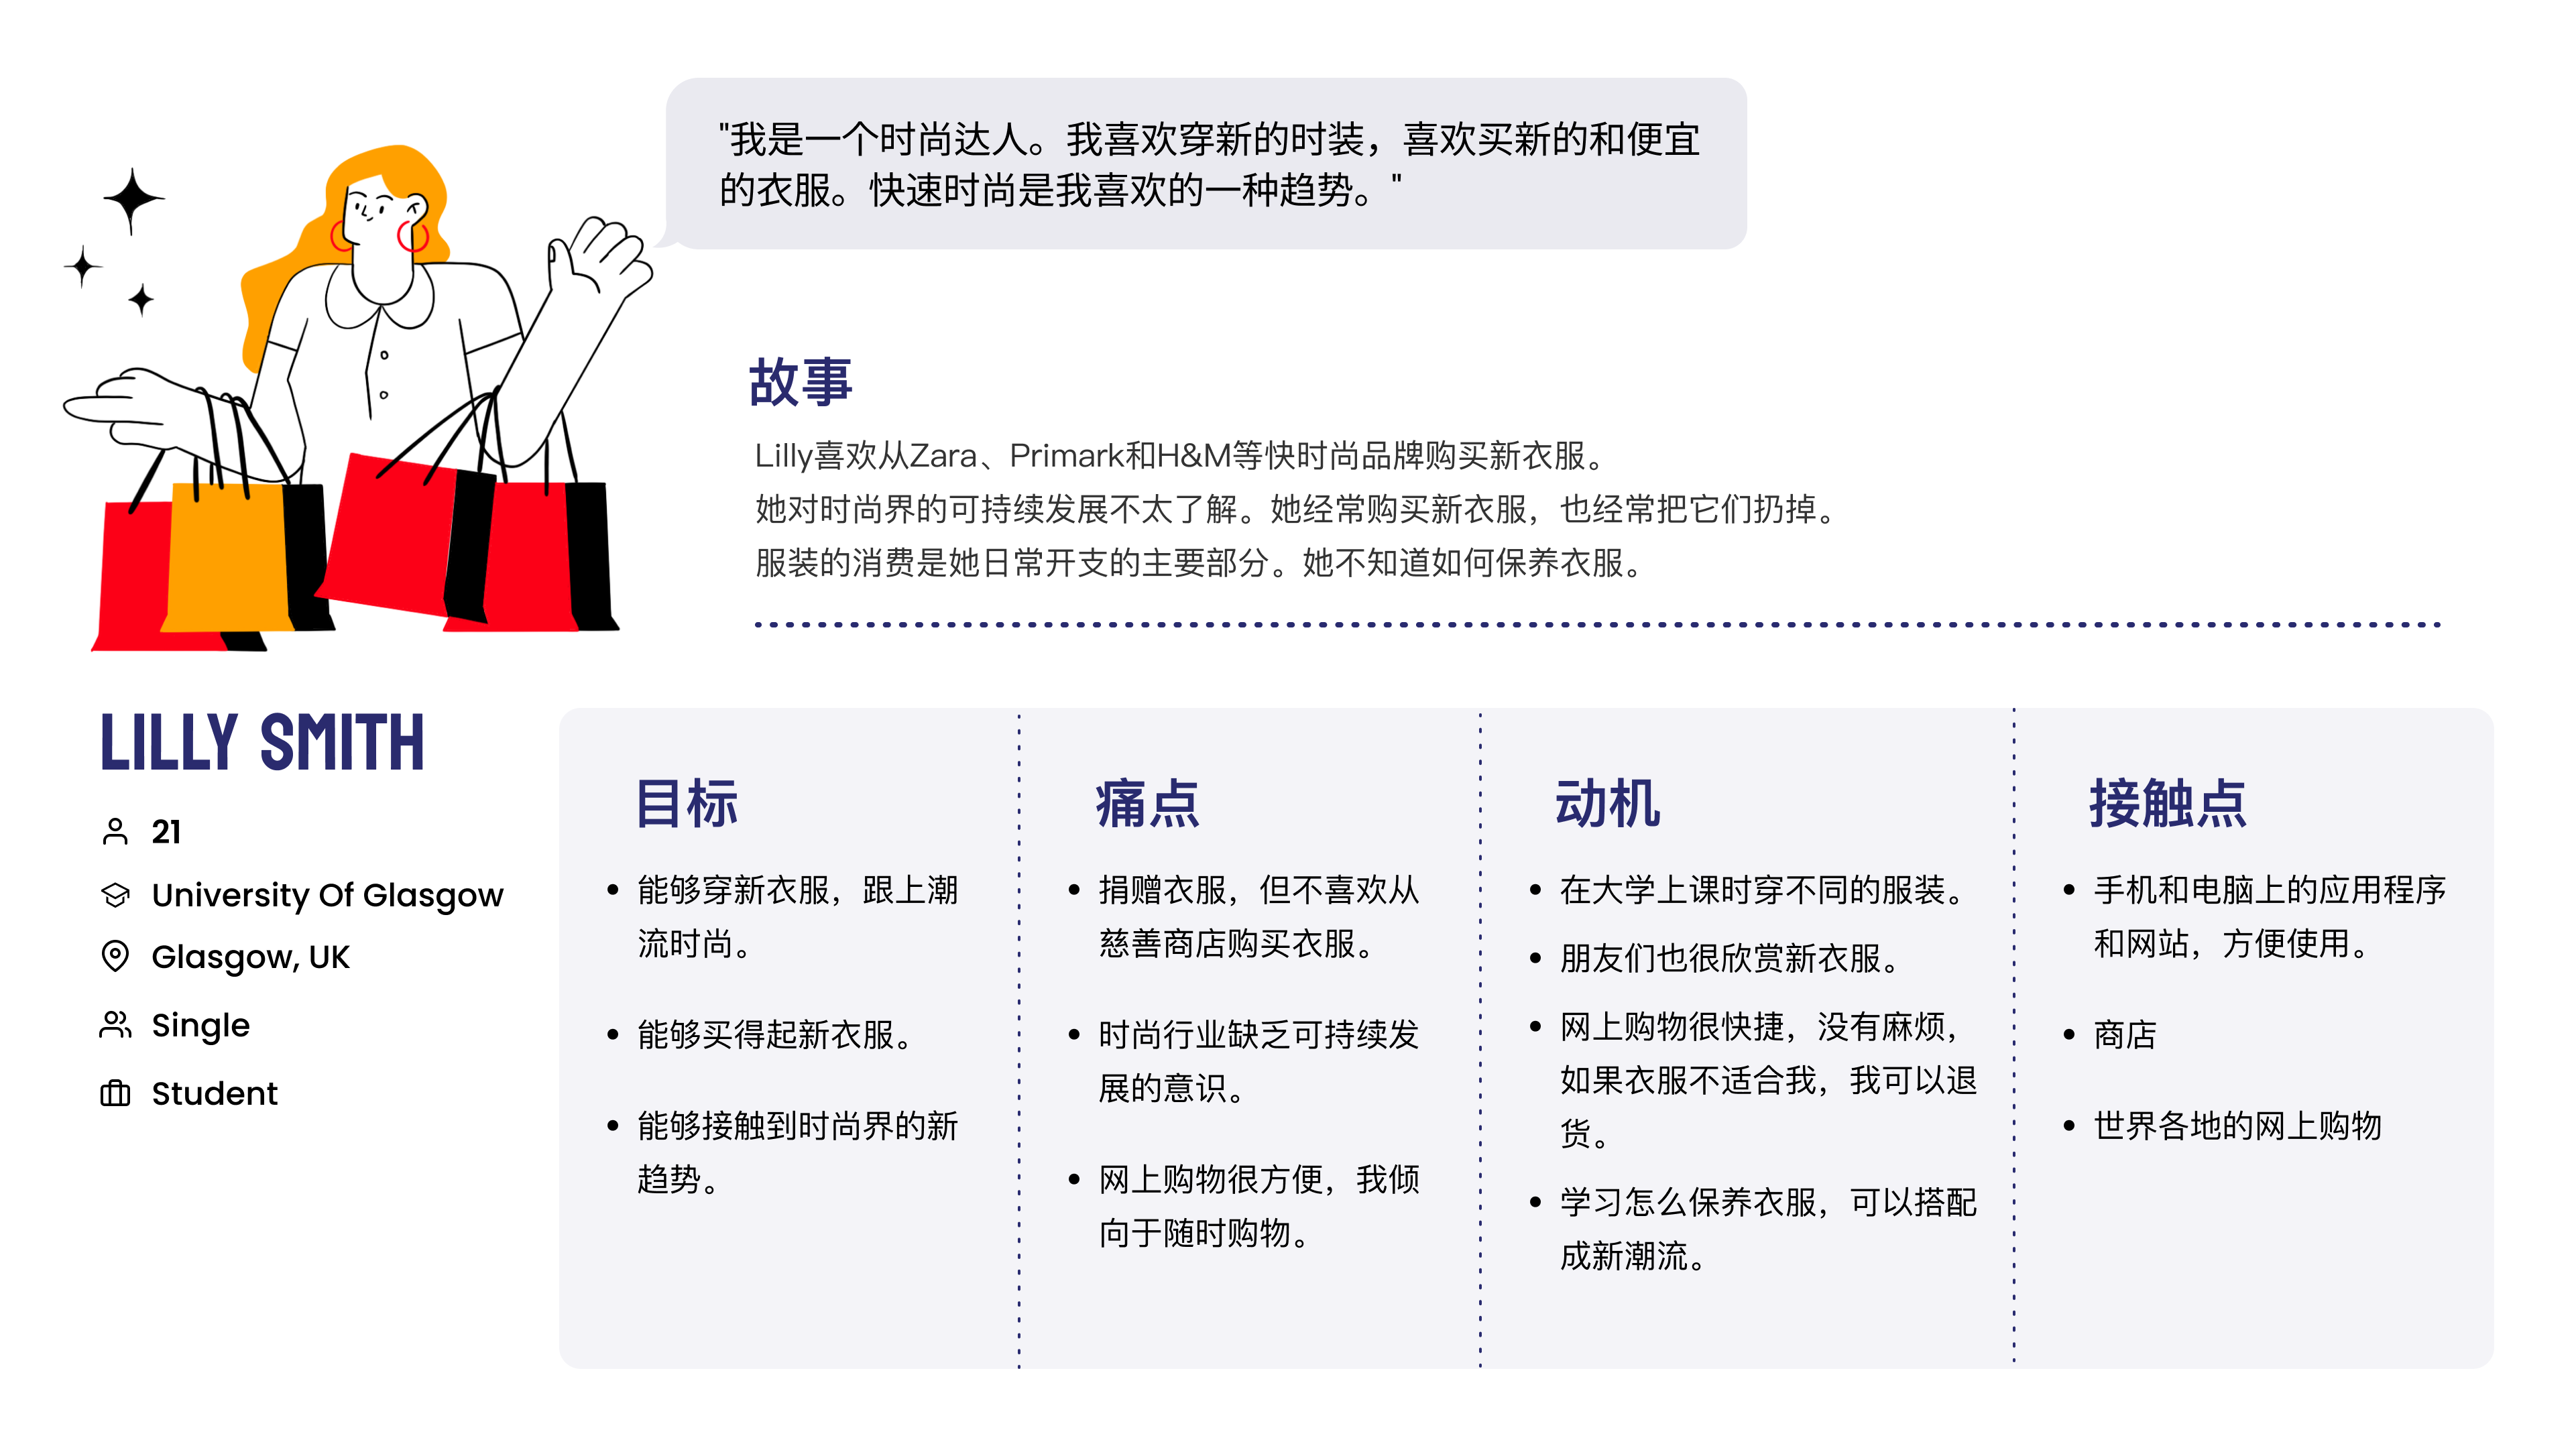 "我是一个时尚达人。我喜欢穿新的时装，喜欢买新的和便宜
的衣服。快速时尚是我喜欢的一种趋势。"
故事
Lilly喜欢从Zara、Primark和H&M等快时尚品牌购买新衣服。
她对时尚界的可持续发展不太了解。她经常购买新衣服，也经常把它们扔掉。
服装的消费是她日常开支的主要部分。她不知道如何保养衣服。
LILLY SMITH
21
University Of Glasgow
Glasgow, UK
Single
Student
目标
• 能够穿新衣服，跟上潮
流时尚。
• 能够买得起新衣服。
• 能够接触到时尚界的新
趋势。
痛点
• 捐赠衣服，但不喜欢从
慈善商店购买衣服。
• 时尚行业缺乏可持续发
展的意识。
• 网上购物很方便，我倾
向于随时购物。
动机
• 在大学上课时穿不同的服装。
• 朋友们也很欣赏新衣服。
• 网上购物很快捷，没有麻烦，
如果衣服不适合我，我可以退
货。
• 学习怎么保养衣服，可以搭配
成新潮流。
接触点
• 手机和电脑上的应用程序
和网站，方便使用。
• 商店
• 世界各地的网上购物